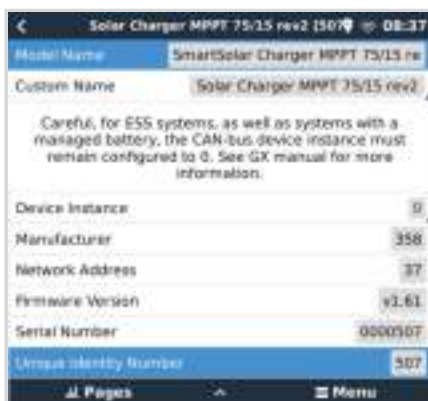 Solar Charger MPPT 75/15 rev2 [507 08:37
Model Name SmartSolar Charger MPPT 75/15 re
Custom Name Solar Charger MPPT 75/15 rev2
Careful, for ESS systems, as well as systems with a
managed battery, the CAN-bus device instance must
remain configured to 0. See GX manual for more
information.
Device Instance 0
Manufacturer 358
Network Address 37
Firmware Version v1.61
Serial Number 0000507
Unique Identity Number 507
Pages Menu